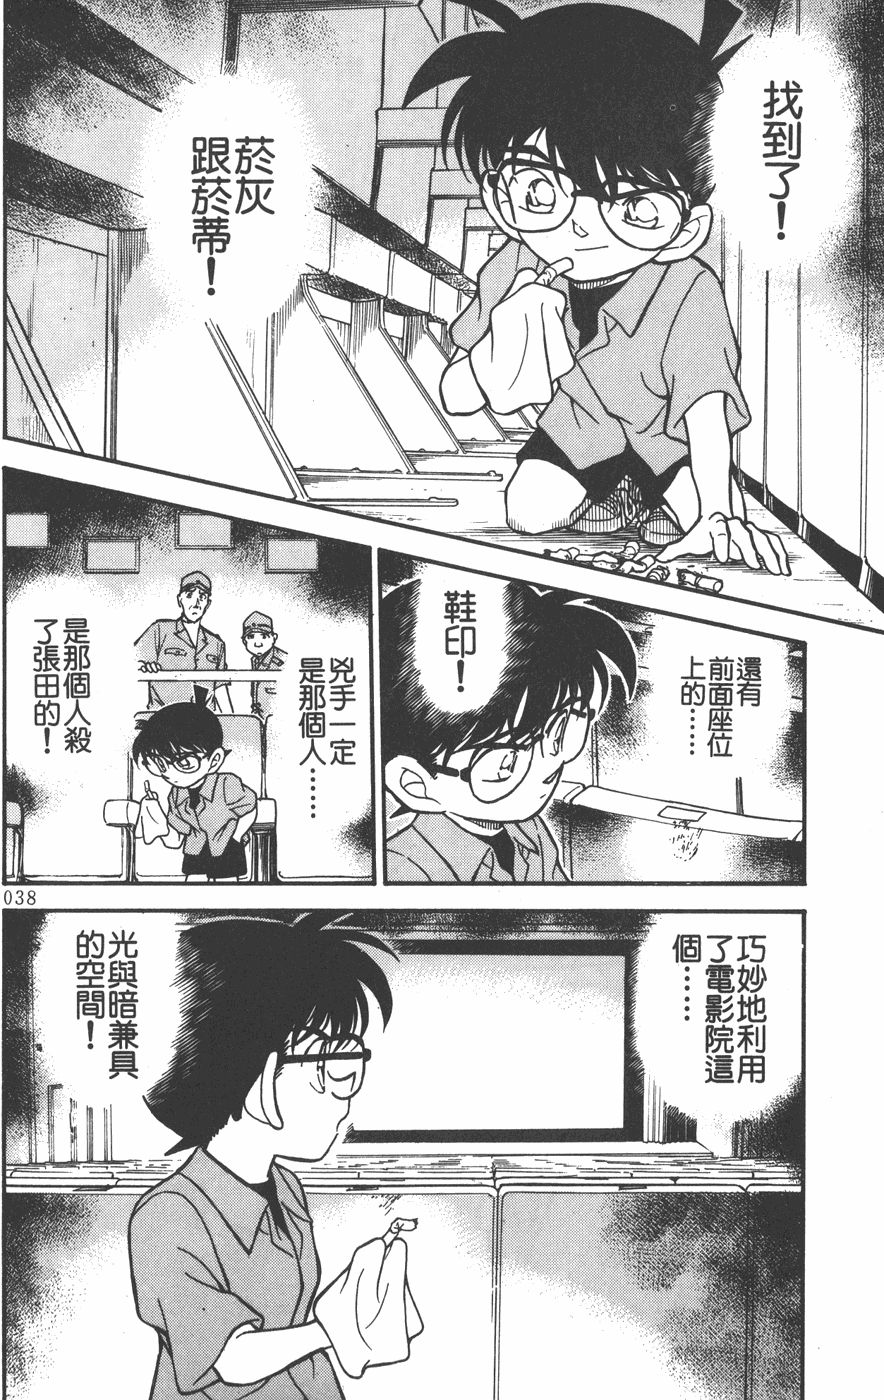 找到了！
菸灰
跟菸蒂！
還有
前面座位
上的……
鞋印！
兇手一定
是那個人……
是那個人殺
了張田的！
038
巧妙地利用
了電影院這
個……
光與暗兼具
的空間！